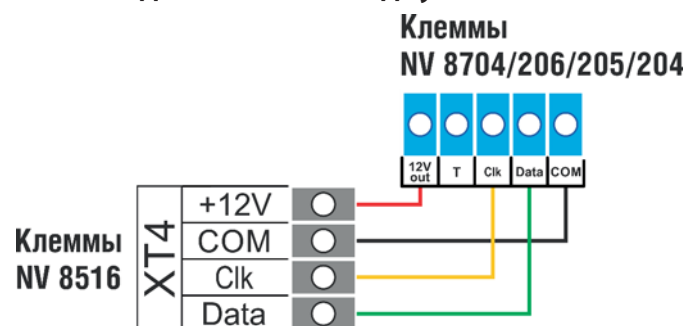 Клеммы
NV 8704/206/205/204
12V out T Clk Data COM
Клеммы
NV 8516
XT4
+12V
COM
Clk
Data